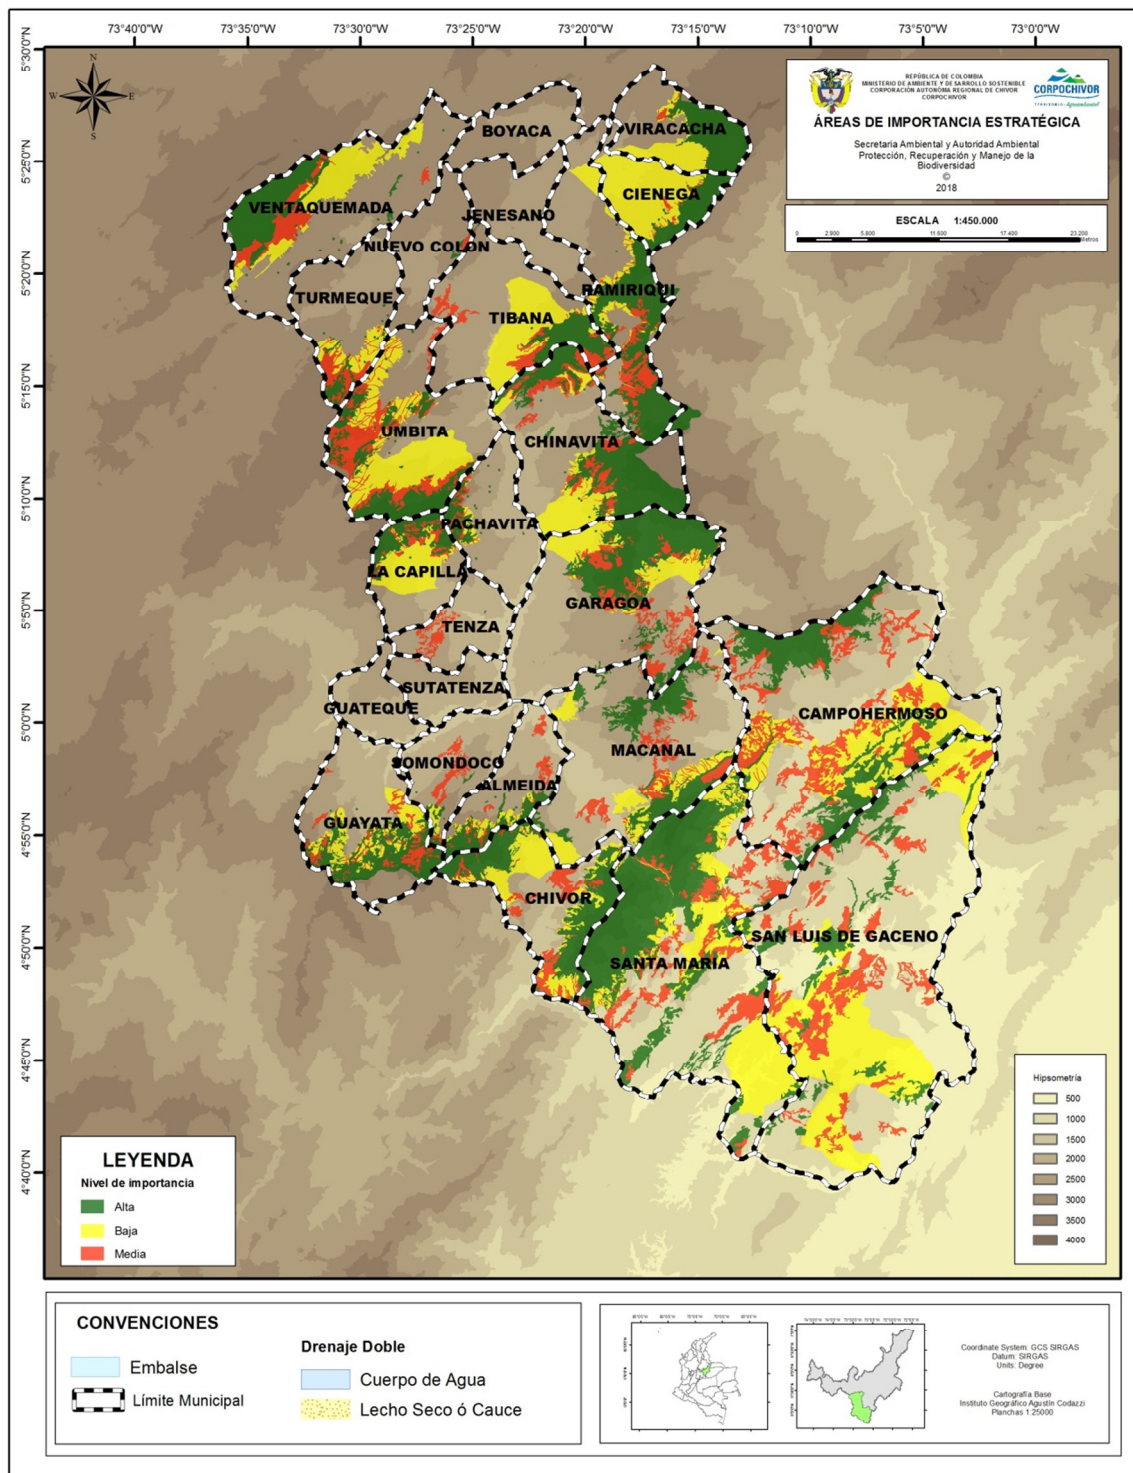 73°40'0"W 73°35'0"W 73°30'0"W 73°25'0"W 73°20'0"W 73°15'0"W 73°10'0"W 73°5'0"W 73°0'0"W
5°30'0"N
5°25'0"N
5°20'0"N
5°15'0"N
5°10'0"N
5°5'0"N
5°0'0"N
4°55'0"N
4°50'0"N
4°45'0"N
4°40'0"N
N
W E
S
REPÚBLICA DE COLOMBIA
MINISTERIO DE AMBIENTE Y DESARROLLO SOSTENIBLE
CORPORACIÓN AUTONÓMA REGIONAL DE CHIVOR
CORPOCHIVOR
CORPOCHIVOR
ÁREAS DE IMPORTANCIA ESTRATÉGICA
Secretaria Ambiental y Autoridad Ambiental
Protección, Recuperación y Manejo de la
Biodiversidad
©
2018
ESCALA 1:450.000
0 2.900 5.800 11.600 17.400 23.200
Metros
BOYACA
VIRACACHA
CIENEGA
VENTAQUEMADA
JENESANO
NUEVO COLON
RAMIRIQUI
TURMEQUE
TIBANA
UMBITA
CHINAVITA
PACHAVITA
LA CAPILLA
GARAGOA
TENZA
SUTATENZA
GUATEQUE
CAMPOHERMOSO
MACANAL
SOMONDOCO
ALMEIDA
GUAYATA
CHIVOR
SAN LUIS DE GACENO
SANTA MARIA
LEYENDA
Nivel de importancia
Alta
Baja
Media
Hipsometría
500
1000
1500
2000
2500
3000
3500
4000
CONVENCIONES
Embalse
Límite Municipal
Drenaje Doble
Cuerpo de Agua
Lecho Seco ó Cauce
Coordinate System: GCS SIRGAS
Datum: SIRGAS
Units: Degree
Cartografía Base
Instituto Geográfico Agustín Codazzi
Planchas 1:25000